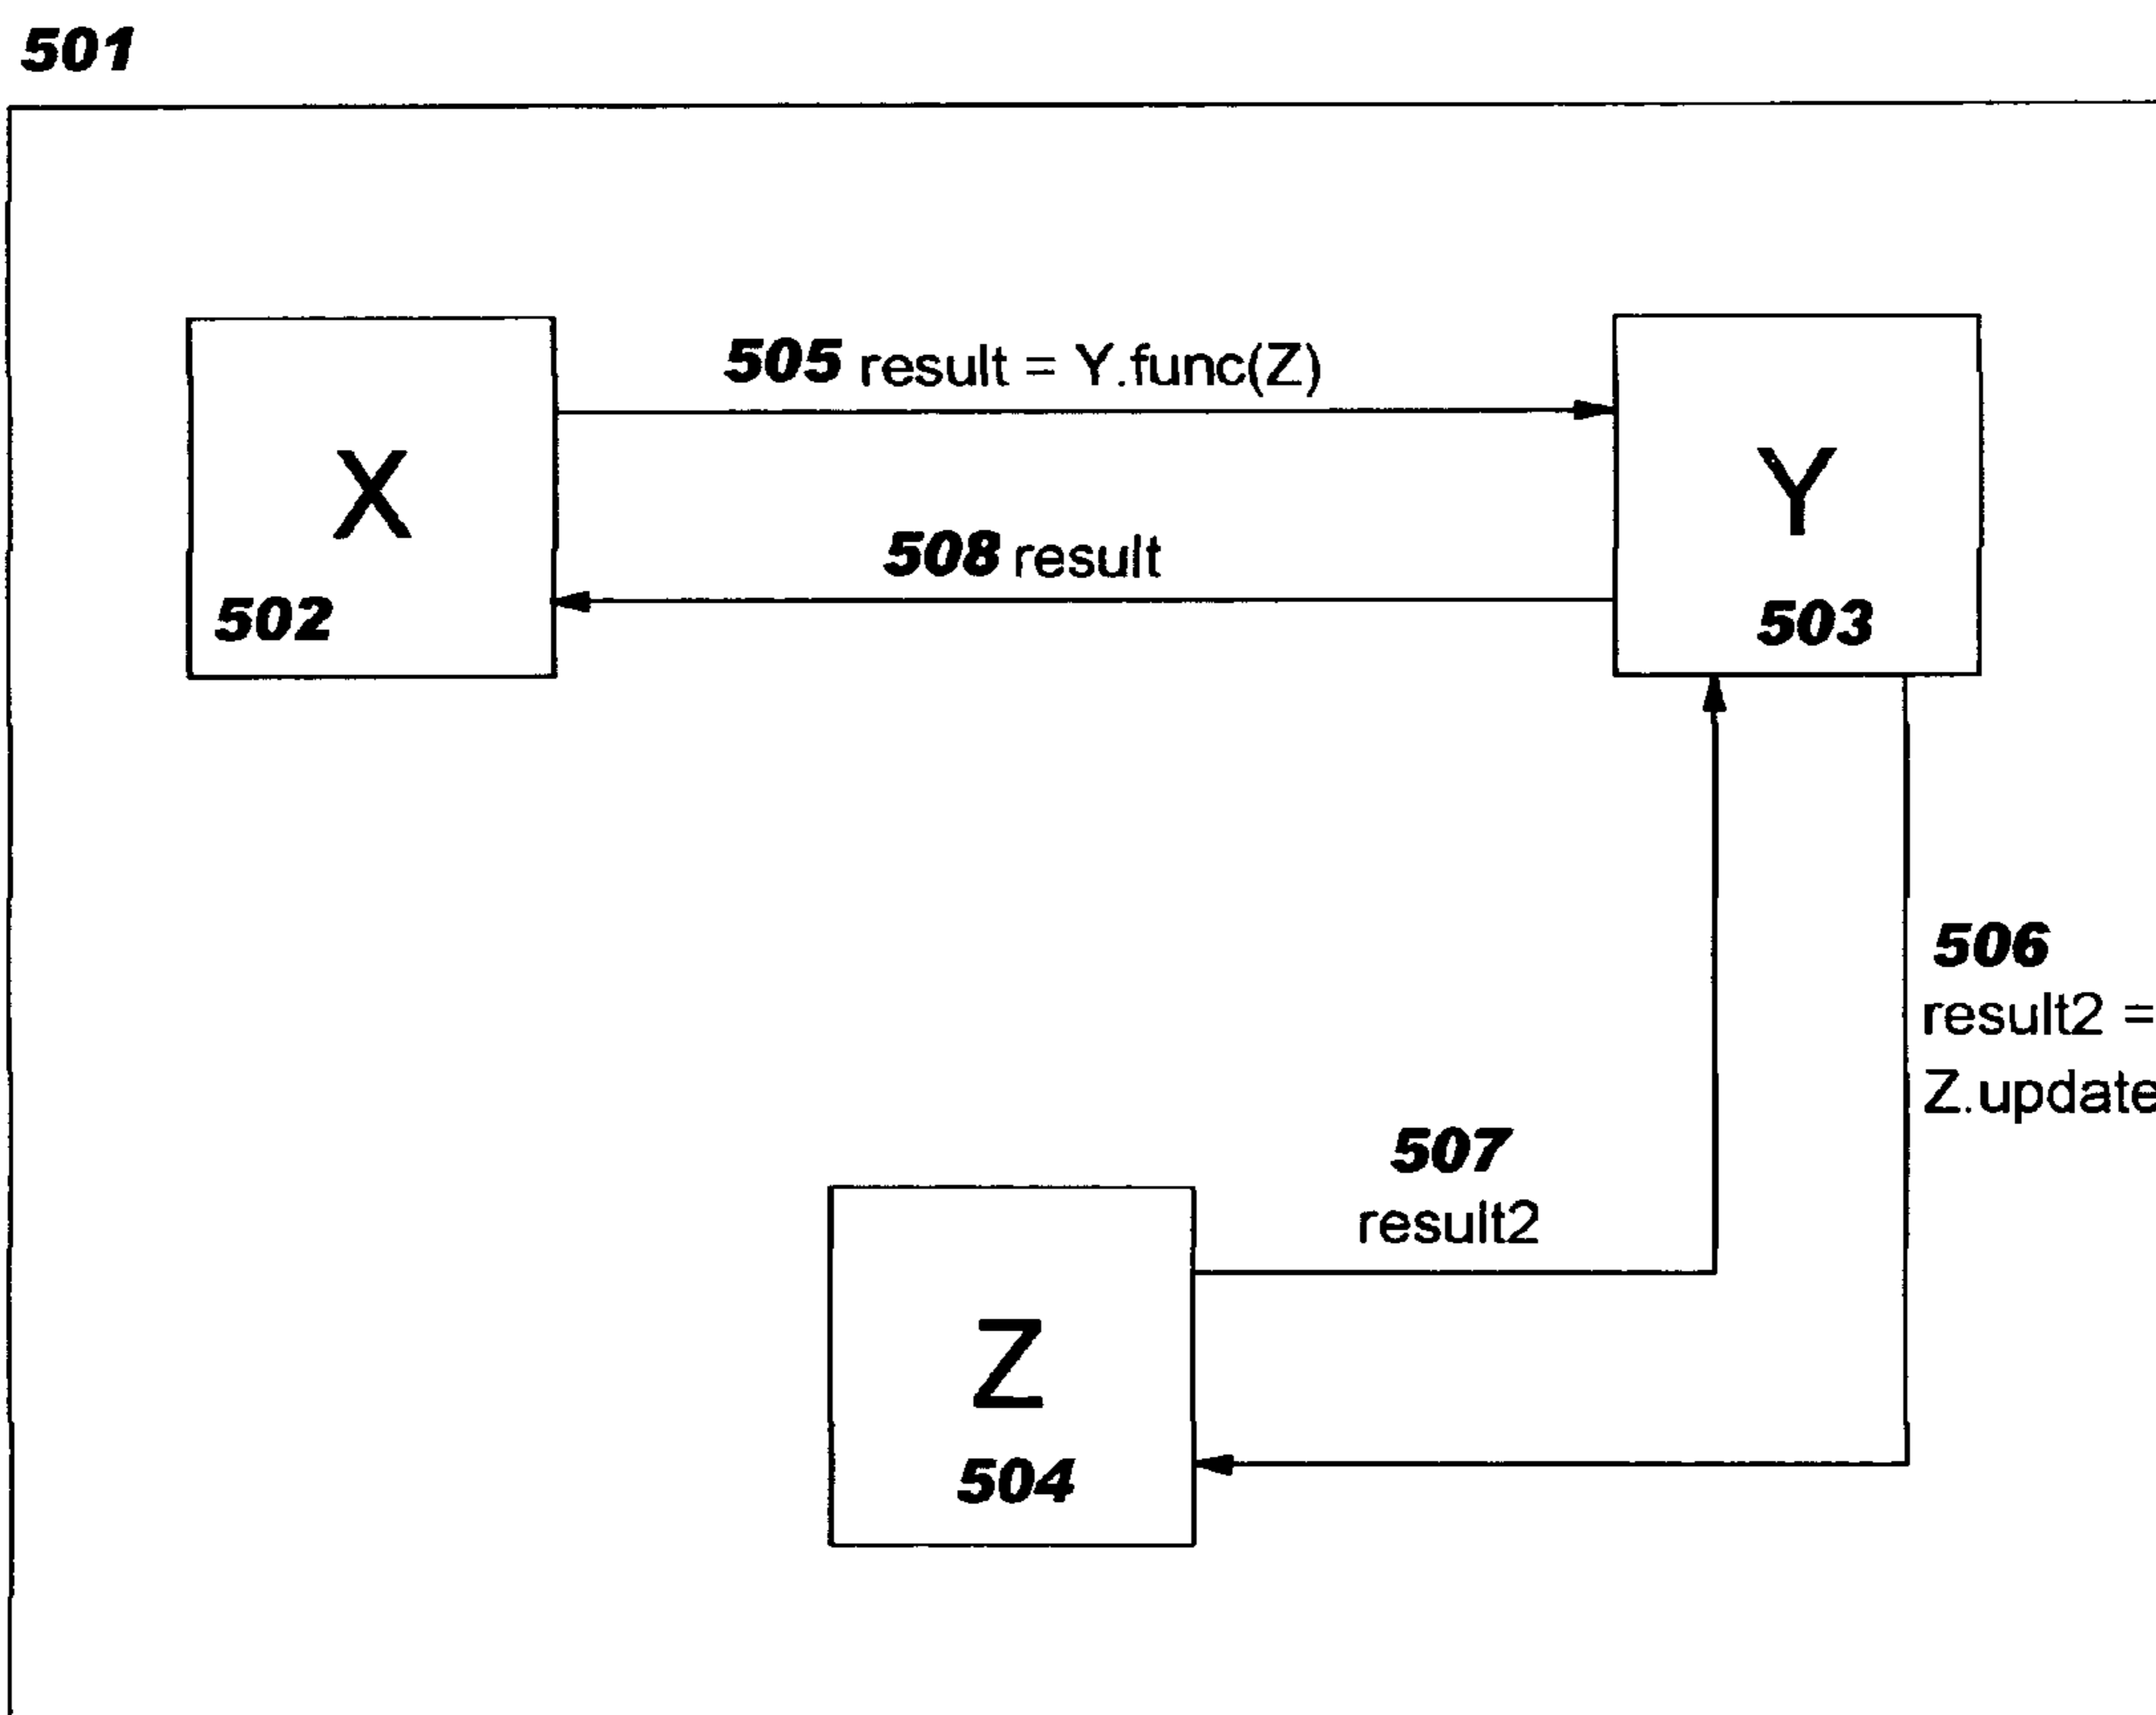 501
505 result = Y.func(Z)
X
Y
508 result
502
503
506
result2 =
Z.update
507
result2
Z
504